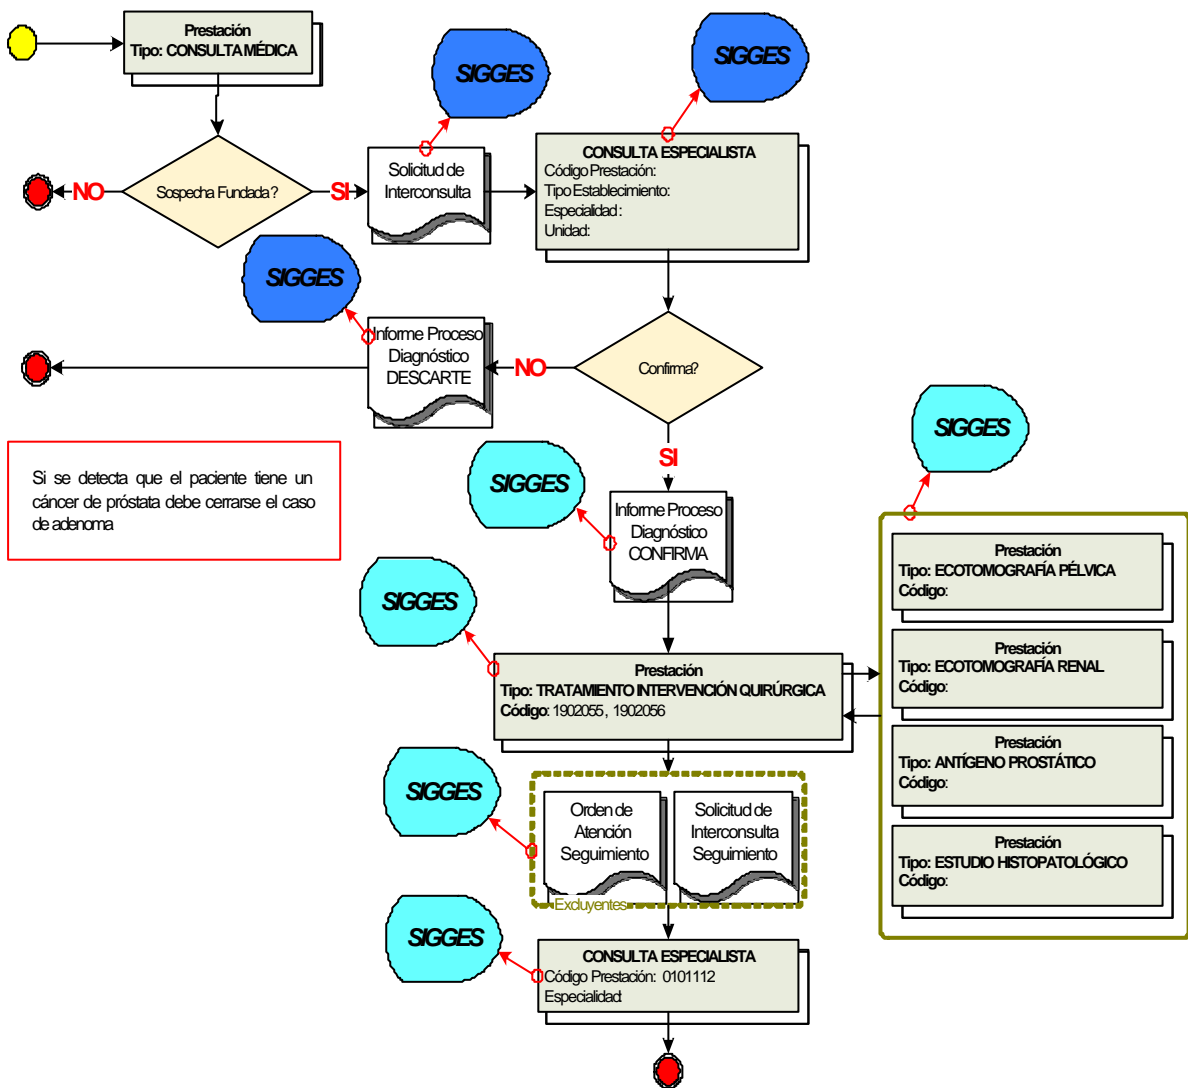 Prestación
Tipo: CONSULTA MÉDICA
SIGGES
SIGGES
Sospecha Fundada?
NO
SI
Solicitud de
Interconsulta
CONSULTA ESPECIALISTA
Código Prestación:
Tipo Establecimiento:
Especialidad:
Unidad:
SIGGES
Informe Proceso
Diagnóstico
DESCARTE
NO
Confirma?
SI
Si se detecta que el paciente tiene un
cáncer de próstata debe cerrarse el caso
de adenoma
SIGGES
SIGGES
Informe Proceso
Diagnóstico
CONFIRMA
Prestación
Tipo: ECOTOMOGRAFÍA PÉLVICA
Código:
Prestación
Tipo: ECOTOMOGRAFÍA RENAL
Código:
Prestación
Tipo: ANTÍGENO PROSTÁTICO
Código:
Prestación
Tipo: ESTUDIO HISTOPATOLÓGICO
Código:
SIGGES
Prestación
Tipo: TRATAMIENTO INTERVENCIÓN QUIRÚRGICA
Código: 1902055, 1902056
SIGGES
Orden de
Atención
Seguimiento
Solicitud de
Interconsulta
Seguimiento
Excluyentes
SIGGES
CONSULTA ESPECIALISTA
Código Prestación: 0101112
Especialidad: